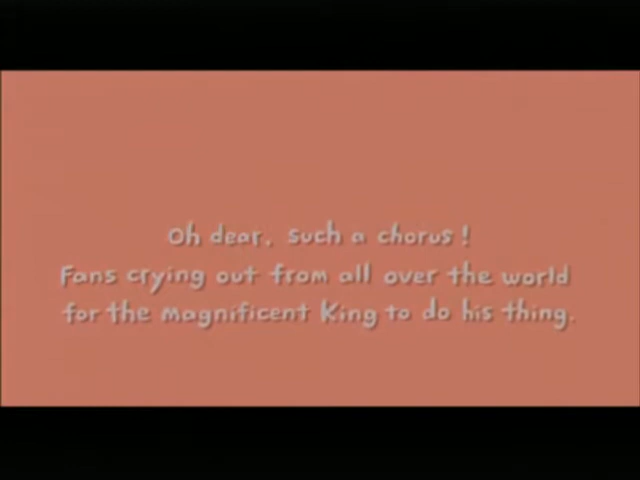 Oh dear, such a chorus!
Fans crying out from all over the world
for the magnificent King to do his thing.